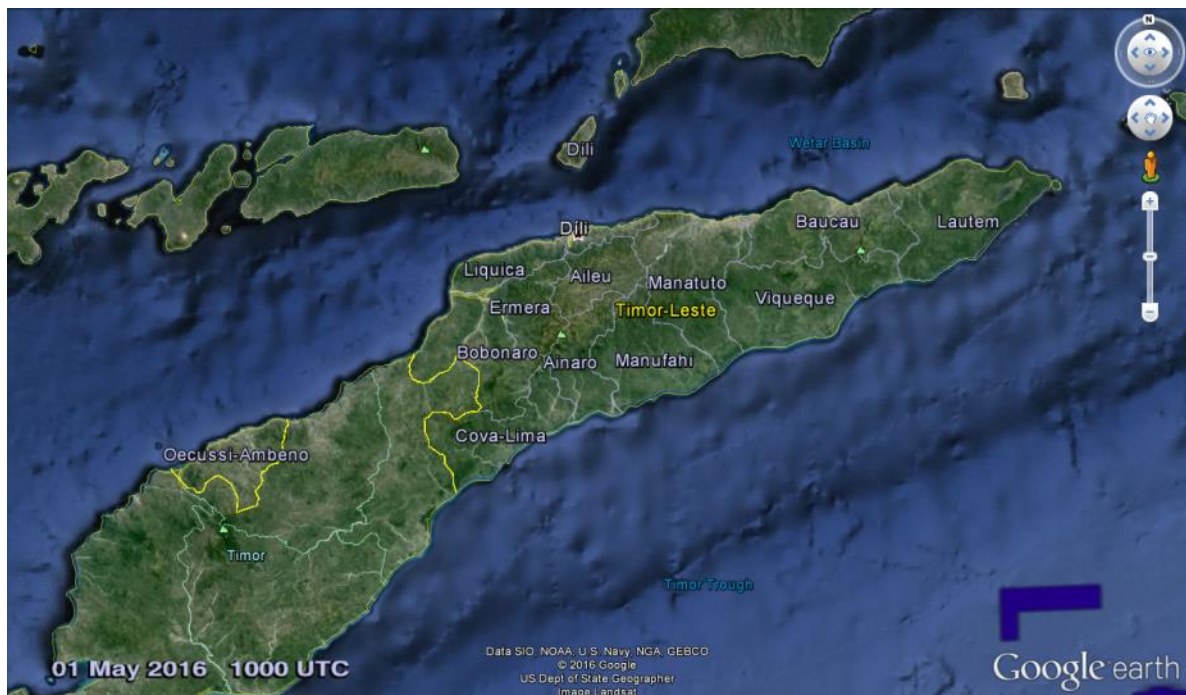 N
Wetar Basin
Dili
Díli
Baucau
Lautem
Liquica
Aileu
Manatuto
Viqueque
Ermera
Timor-Leste
Bobonaro
Ainaro
Manufahi
Cova-Lima
Oecussi-Ambeno
Timor
Timor Trough
01 May 2016 1000 UTC
Data SIO, NOAA, U.S. Navy, NGA, GEBCO
© 2016 Google
US Dept of State Geographer
Image Landsat
Google earth